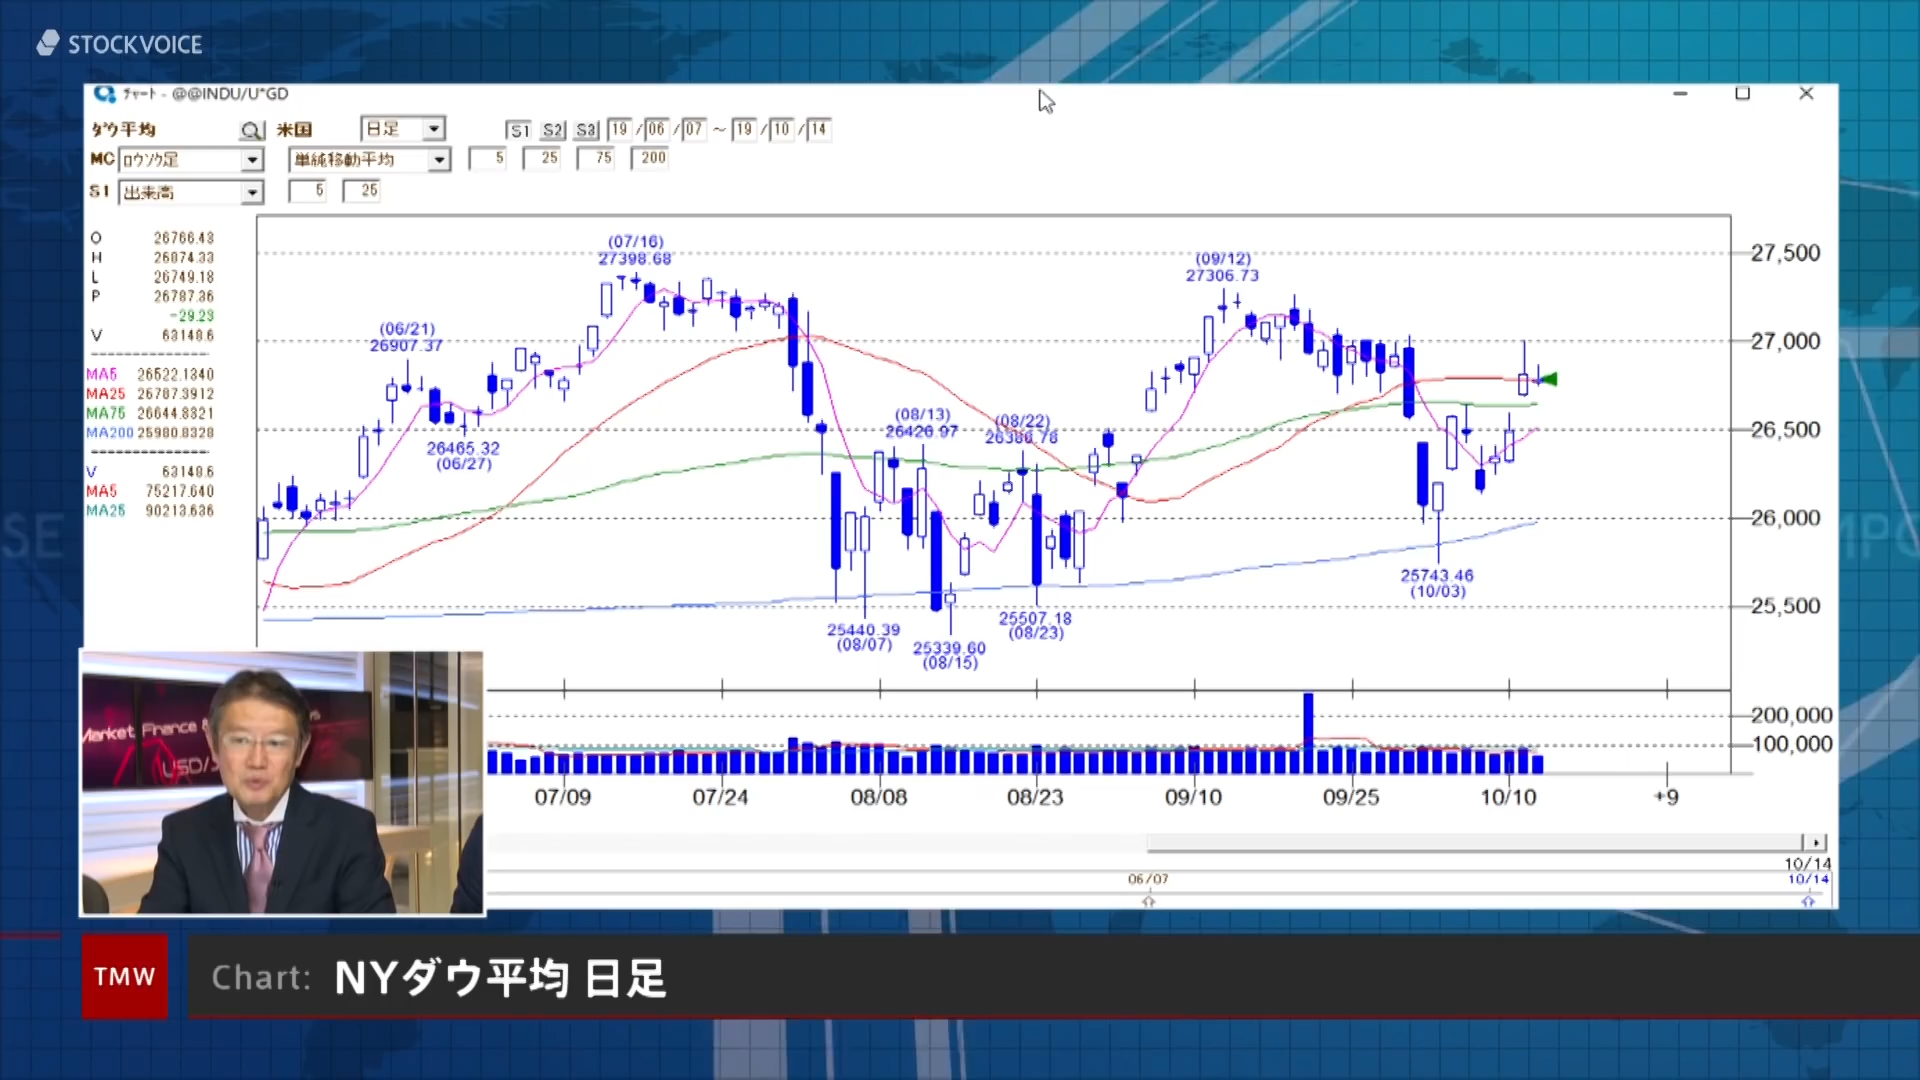 STOCKVOICE
チャート - @@INDU/U*GD
ダウ平均 米国 日足 S1 S2 S3 19 /06 /07 ～ 19 /10 /14
MC ロウソク足 単純移動平均 5 25 75 200
S1 出来高 5 25
O 26766.43
H 26874.33
L 26749.18
P 26787.36
-29.23
V 63148.6
MA5 26522.1340
MA25 26787.3912
MA75 26644.8821
MA200 25980.8328
V 63148.6
MA5 75217.640
MA25 90213.636
(07/16)
27398.68
(09/12)
27306.73
(06/21)
26907.37
26465.32
(06/27)
(08/13)
26426.97
(08/22)
26388.78
25440.39
(08/07)
25339.60
(08/15)
25507.18
(08/23)
25743.46
(10/03)
27,500
27,000
26,500
26,000
25,500
200,000
100,000
07/09 07/24 08/08 08/23 09/10 09/25 10/10 +9
10/14
06/07 10/14
Market Finance &
USD/
TMW Chart: NYダウ平均 日足